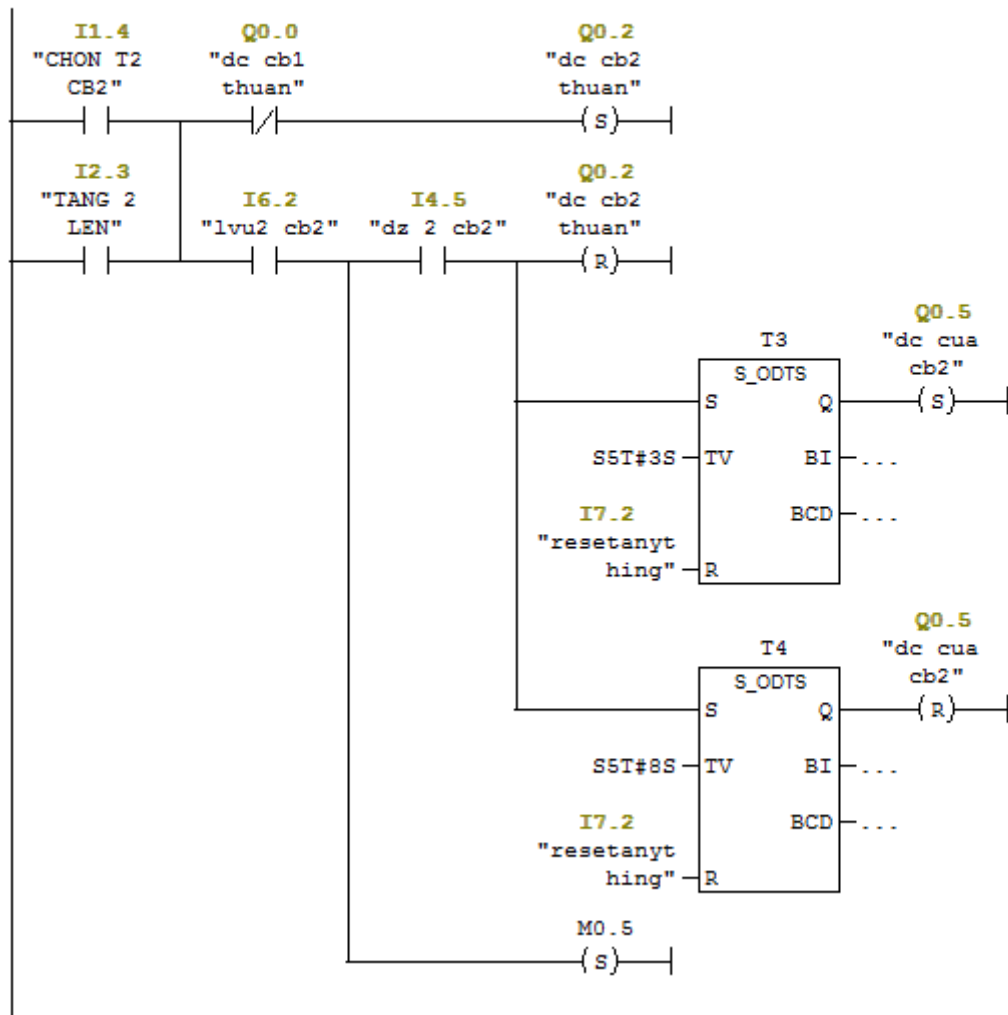 I1.4 Q0.0 Q0.2
"CHON T2 "dc cb1 "dc cb2
CB2" thuan" thuan"
S
I2.3 Q0.2
"TANG 2 I6.2 I4.5 "dc cb2
LEN" "lvu2 cb2" "dz 2 cb2" thuan"
R
Q0.5
T3 "dc cua
S_ODTS cb2"
S Q S
S5T#3S TV BI ...
I7.2 BCD ...
"resetanyt
hing" R
Q0.5
T4 "dc cua
S_ODTS cb2"
S Q R
S5T#8S TV BI ...
I7.2 BCD ...
"resetanyt
hing" R
M0.5
S